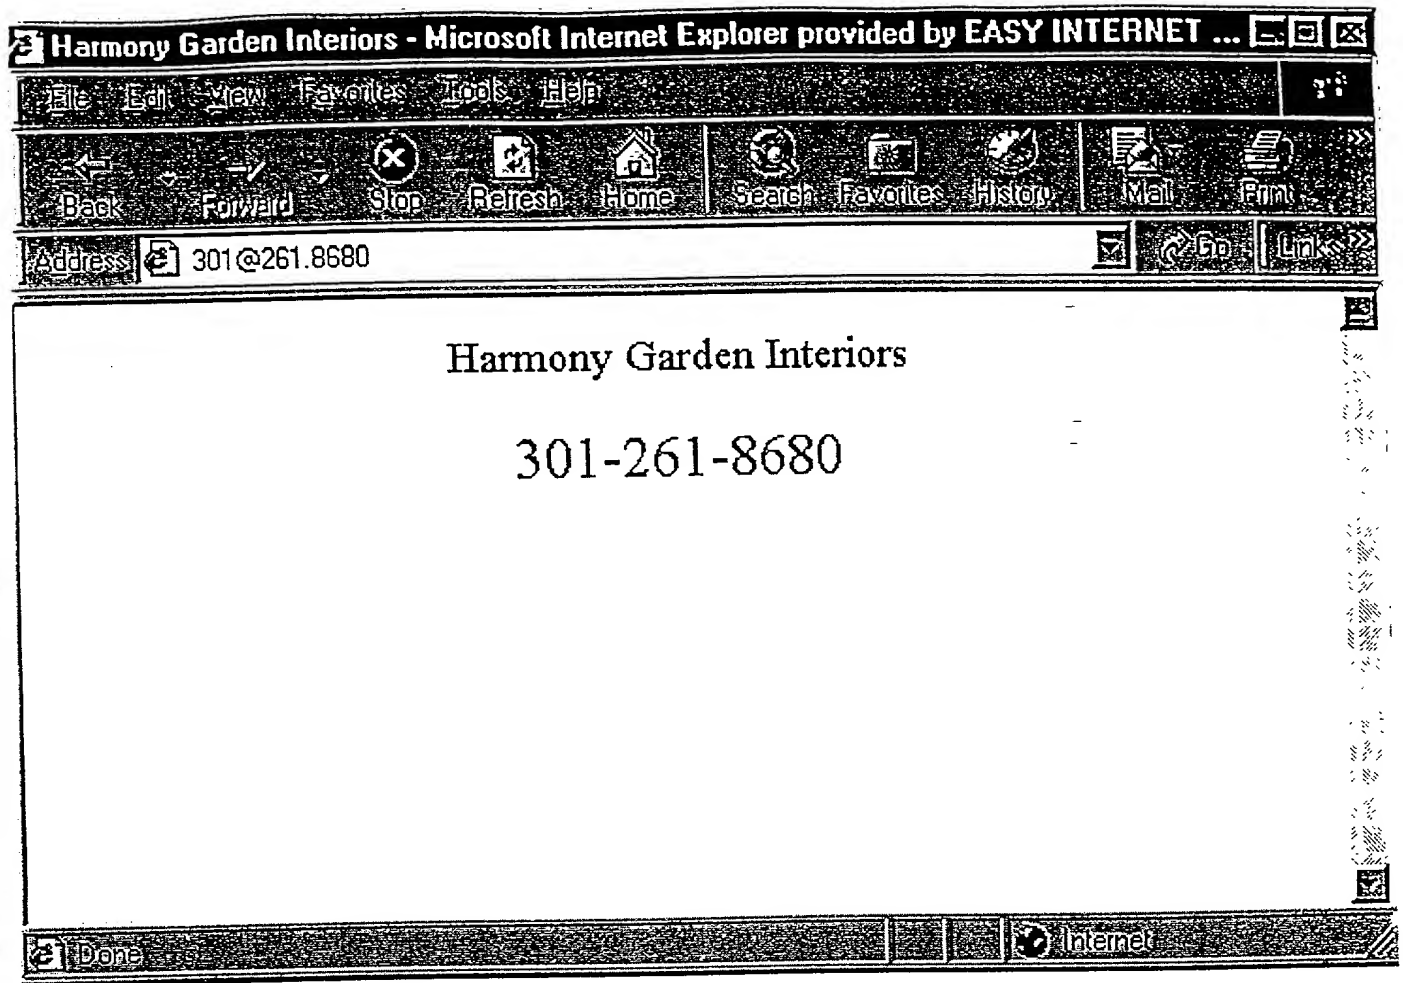 Harmony Garden Interiors - Microsoft Internet Explorer provided by EASY INTERNET ...
File Edit View Favorites Tools Help
Back Forward Stop Refresh Home Search Favorites History Mail Print
Address 301@261.8680 Go Links
Harmony Garden Interiors
301-261-8680
Done Internet